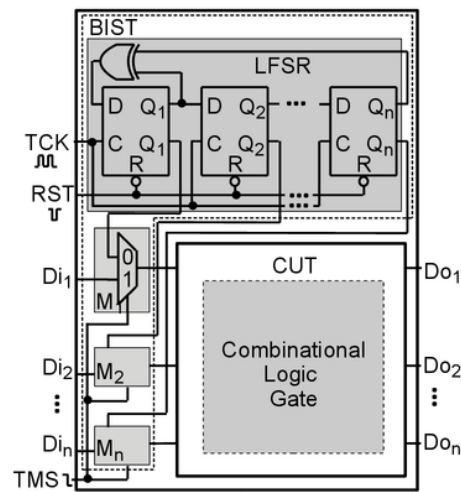 BIST
LFSR
D Q1 D Q2 ... D Qn
TCK C Q1 C Q2 C Qn
R R R
RST ...
0
Di1 1
M
CUT
Do1
Combinational
Logic
Gate
Di2 M2
Do2
⋮
⋮
Din Mn
Don
TMS